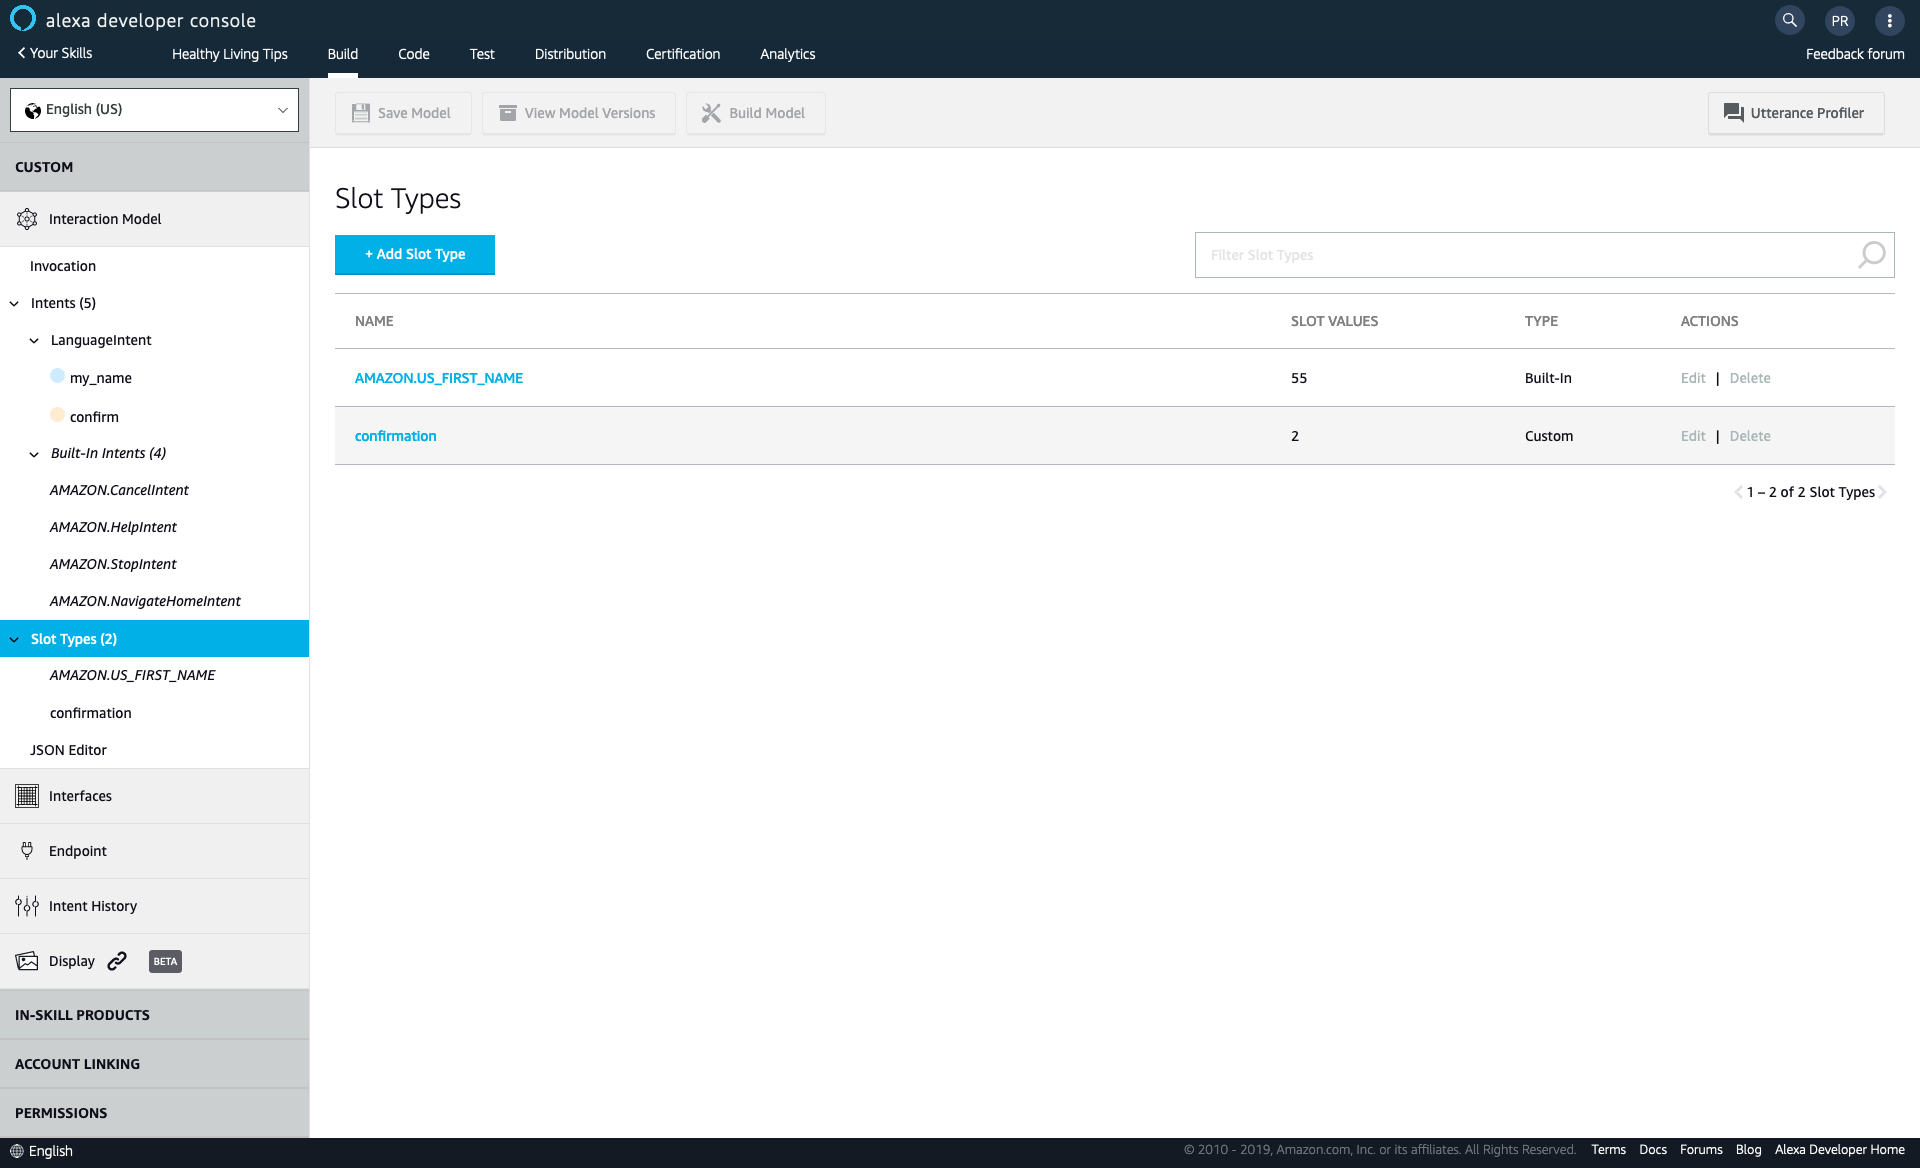 alexa developer console
PR
Your Skills
Healthy Living Tips
Build
Code
Test
Distribution
Certification
Analytics
Feedback forum
English (US)
Save Model
View Model Versions
Build Model
Utterance Profiler
CUSTOM
Interaction Model
Invocation
Intents (5)
LanguageIntent
my_name
confirm
Built-In Intents (4)
AMAZON.CancelIntent
AMAZON.HelpIntent
AMAZON.StopIntent
AMAZON.NavigateHomeIntent
Slot Types (2)
AMAZON.US_FIRST_NAME
confirmation
JSON Editor
Interfaces
Endpoint
Intent History
Display BETA
IN-SKILL PRODUCTS
ACCOUNT LINKING
PERMISSIONS
Slot Types
+ Add Slot Type
Filter Slot Types
NAME SLOT VALUES TYPE ACTIONS
AMAZON.US_FIRST_NAME 55 Built-In Edit | Delete
confirmation 2 Custom Edit | Delete
1 – 2 of 2 Slot Types
English
© 2010 - 2019, Amazon.com, Inc. or its affiliates. All Rights Reserved. Terms Docs Forums Blog Alexa Developer Home